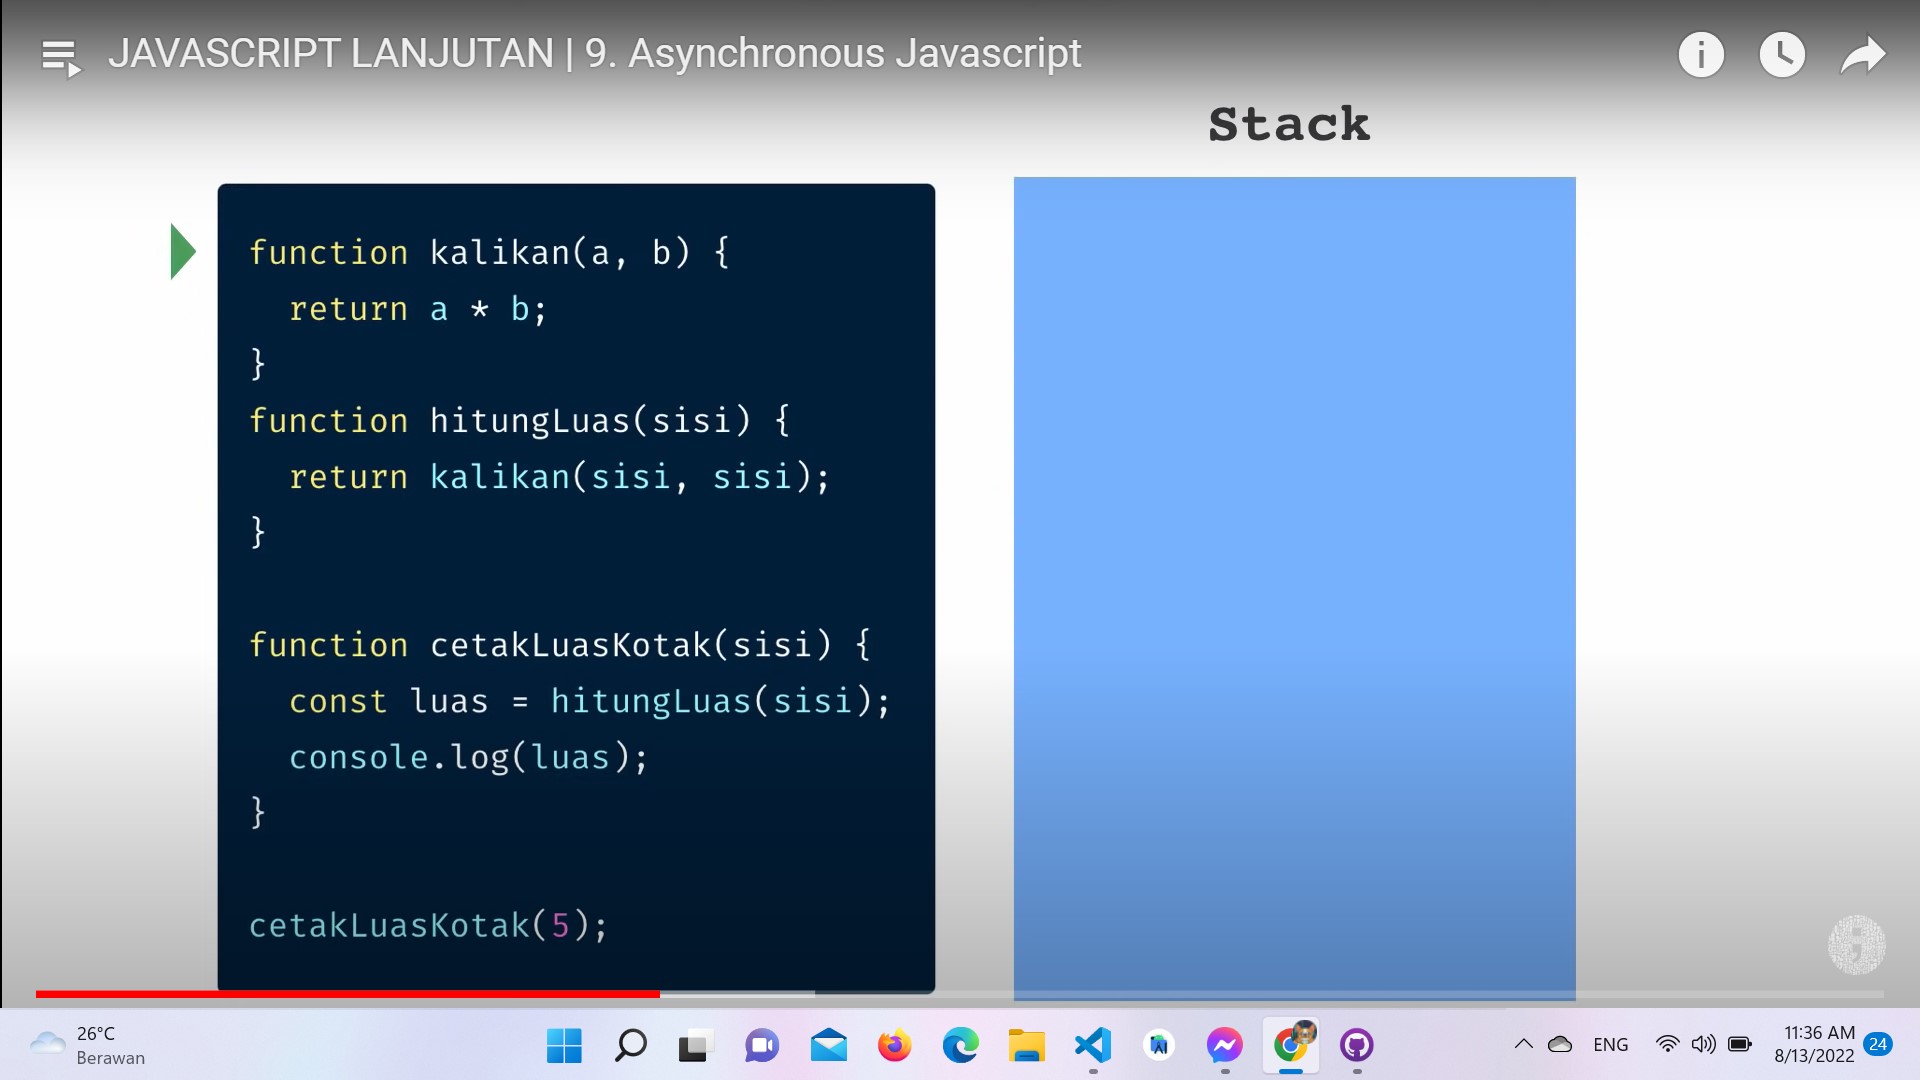 JAVASCRIPT LANJUTAN | 9. Asynchronous Javascript
Stack
function kalikan(a, b) {
  return a * b;
}
function hitungLuas(sisi) {
  return kalikan(sisi, sisi);
}
function cetakLuasKotak(sisi) {
  const luas = hitungLuas(sisi);
  console.log(luas);
}
cetakLuasKotak(5);
26°C
Berawan
ENG
11:36 AM
8/13/2022
24